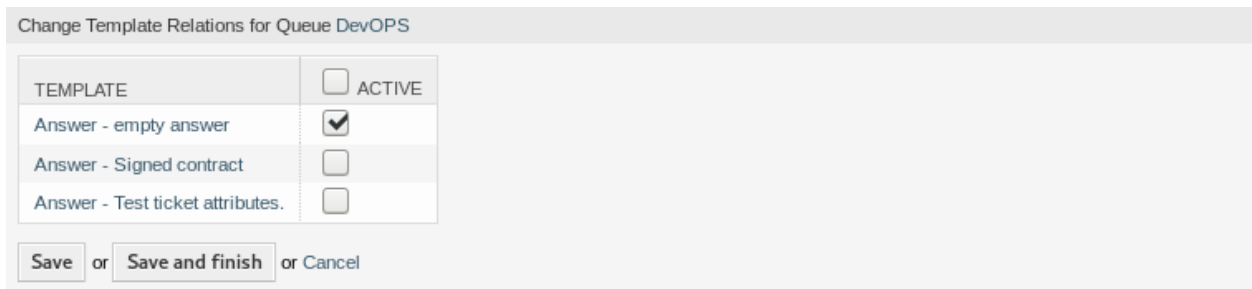 Change Template Relations for Queue DevOPS
TEMPLATE ACTIVE
Answer - empty answer
Answer - Signed contract
Answer - Test ticket attributes.
Save or Save and finish or Cancel